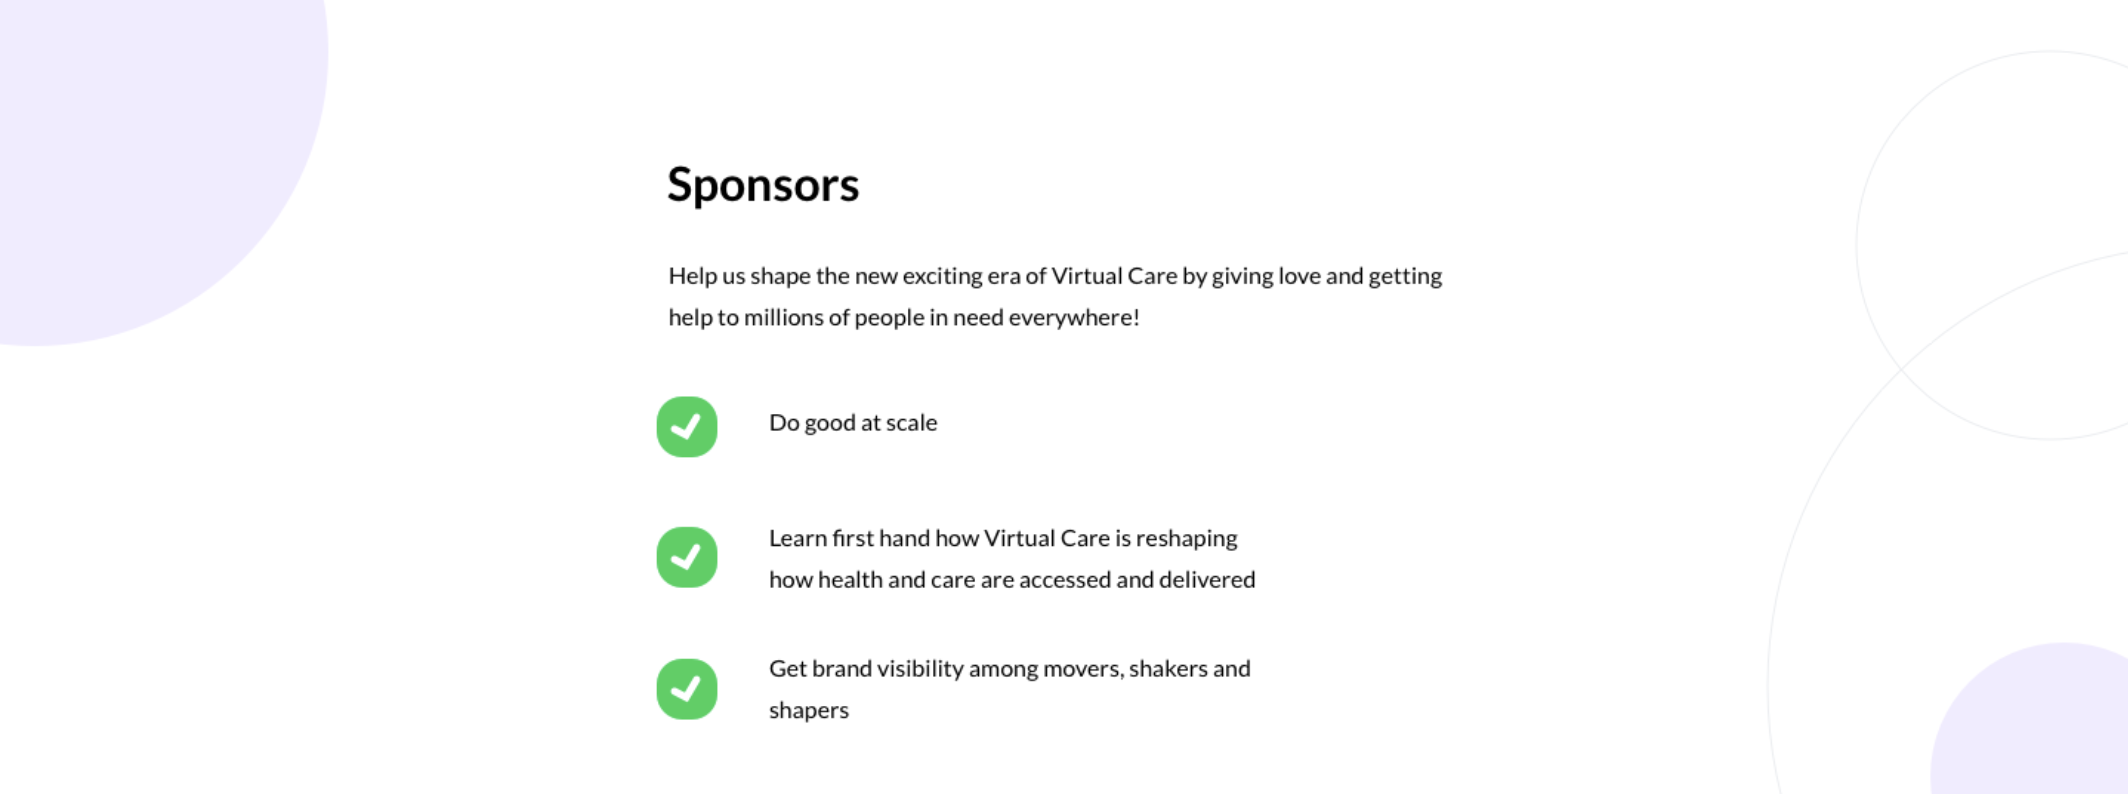 Sponsors
Help us shape the new exciting era of Virtual Care by giving love and getting
help to millions of people in need everywhere!
Do good at scale
Learn first hand how Virtual Care is reshaping
how health and care are accessed and delivered
Get brand visibility among movers, shakers and
shapers